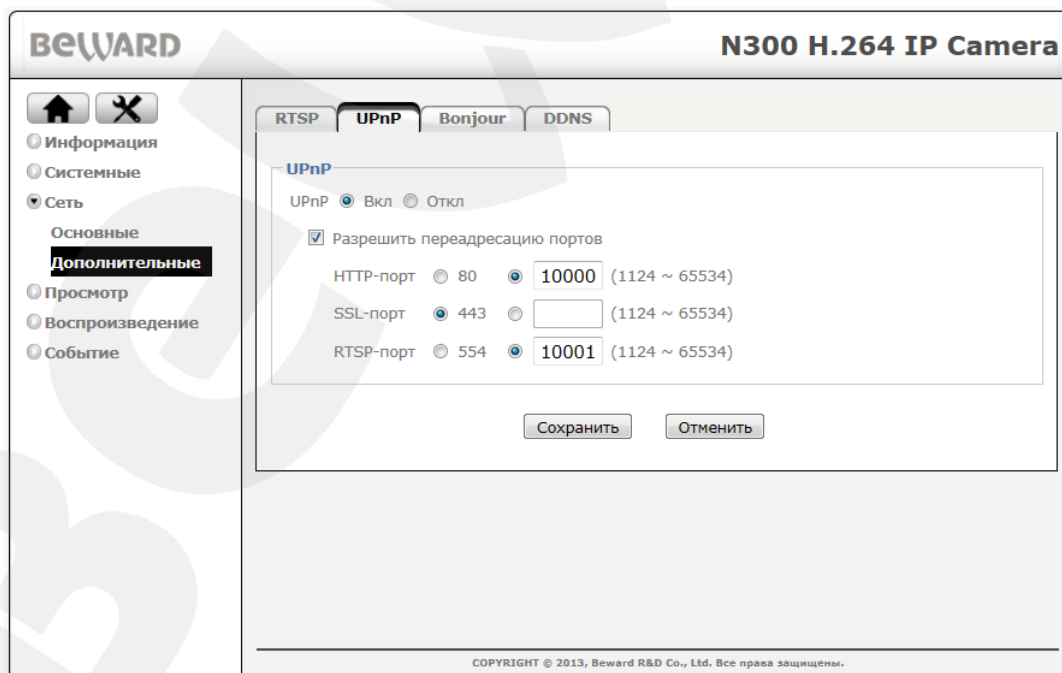 BEWARD
N300 H.264 IP Camera
RTSP UPnP Bonjour DDNS
Информация
Системные
Сеть
Основные
Дополнительные
Просмотр
Воспроизведение
Событие
UPnP
UPnP Вкл Откл
Разрешить переадресацию портов
HTTP-порт 80 10000 (1124 ~ 65534)
SSL-порт 443 (1124 ~ 65534)
RTSP-порт 554 10001 (1124 ~ 65534)
Сохранить Отменить
COPYRIGHT © 2013, Beward R&D Co., Ltd. Все права защищены.